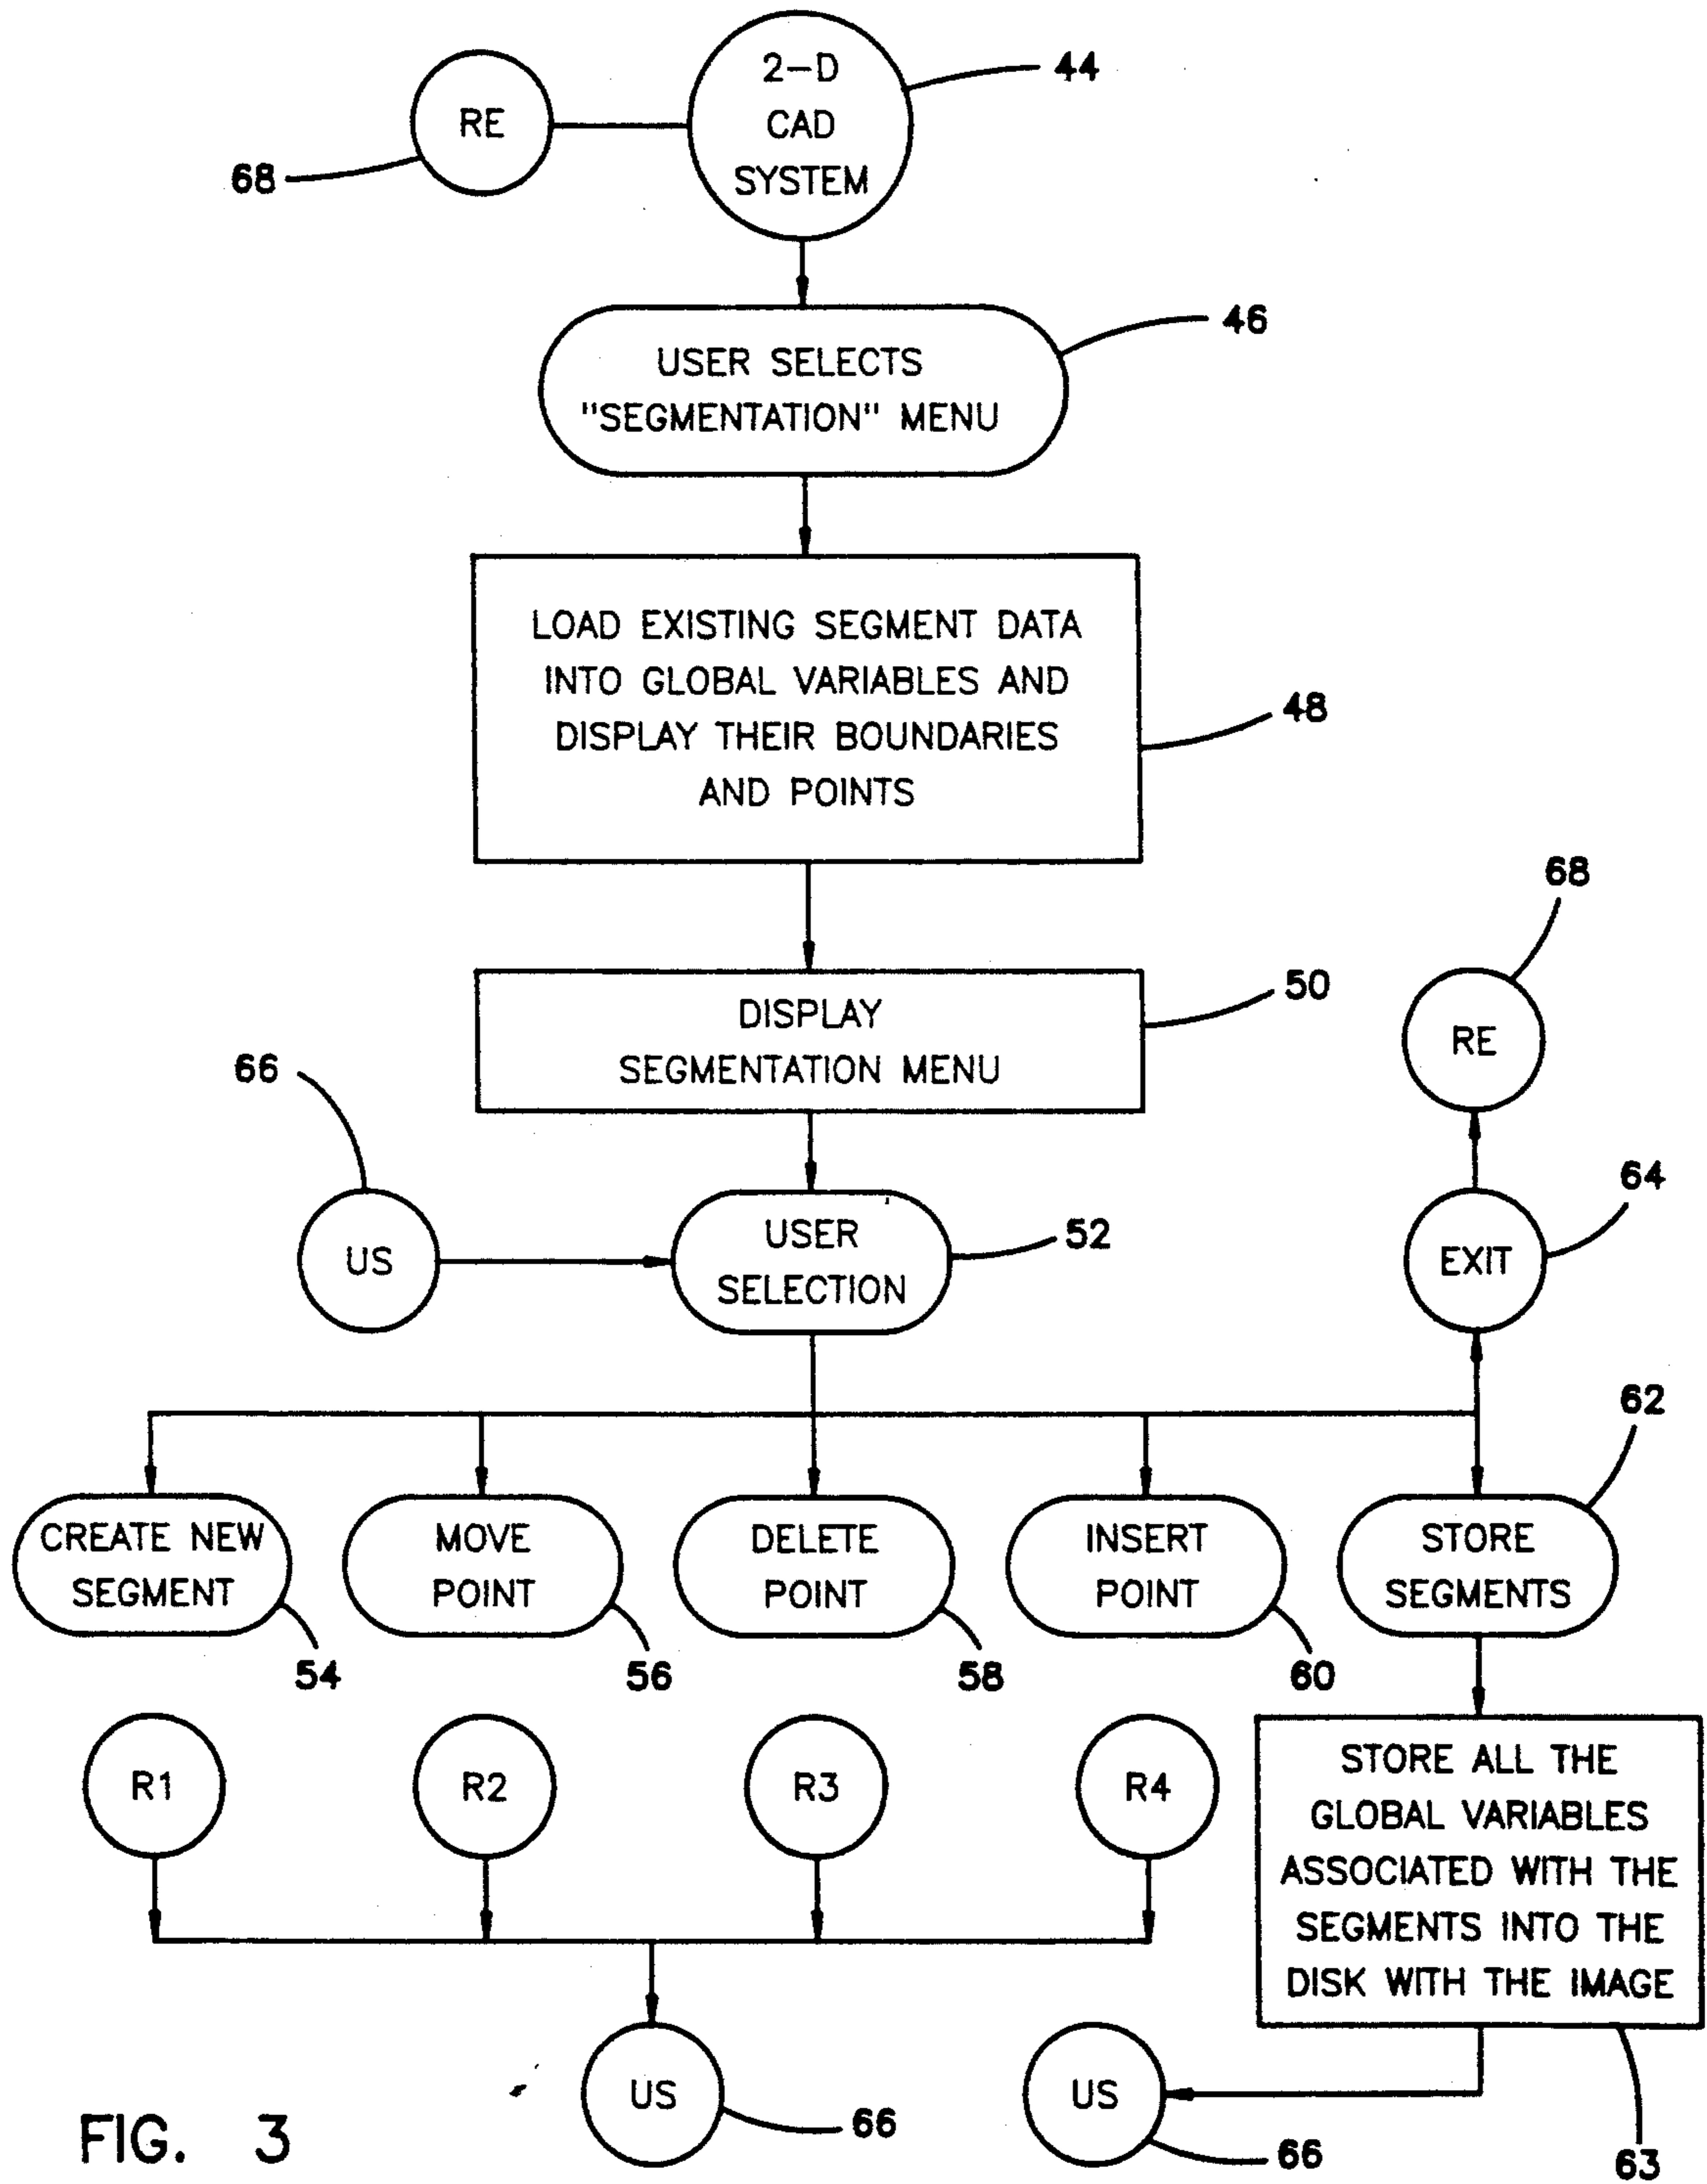 2-D
CAD
SYSTEM
44
RE
68
USER SELECTS
"SEGMENTATION" MENU
46
LOAD EXISTING SEGMENT DATA
INTO GLOBAL VARIABLES AND
DISPLAY THEIR BOUNDARIES
AND POINTS
48
DISPLAY
SEGMENTATION MENU
50
68
RE
66
US
USER
SELECTION
52
64
EXIT
62
CREATE NEW
SEGMENT
54
MOVE
POINT
56
DELETE
POINT
58
INSERT
POINT
60
STORE
SEGMENTS
R1
R2
R3
R4
STORE ALL THE
GLOBAL VARIABLES
ASSOCIATED WITH THE
SEGMENTS INTO THE
DISK WITH THE IMAGE
63
US
66
US
66
FIG. 3